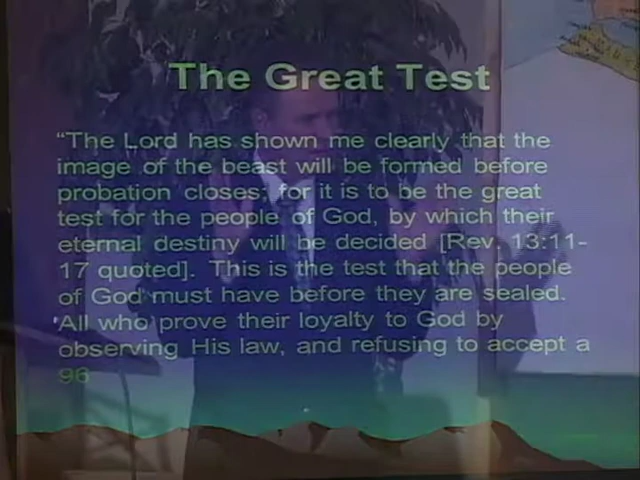 The Great Test
“The Lord has shown me clearly that the
image of the beast will be formed before
probation closes; for it is to be the great
test for the people of God, by which their
eternal destiny will be decided [Rev. 13:11-
17 quoted]. This is the test that the people
of God must have before they are sealed.
All who prove their loyalty to God by
observing His law, and refusing to accept a
96